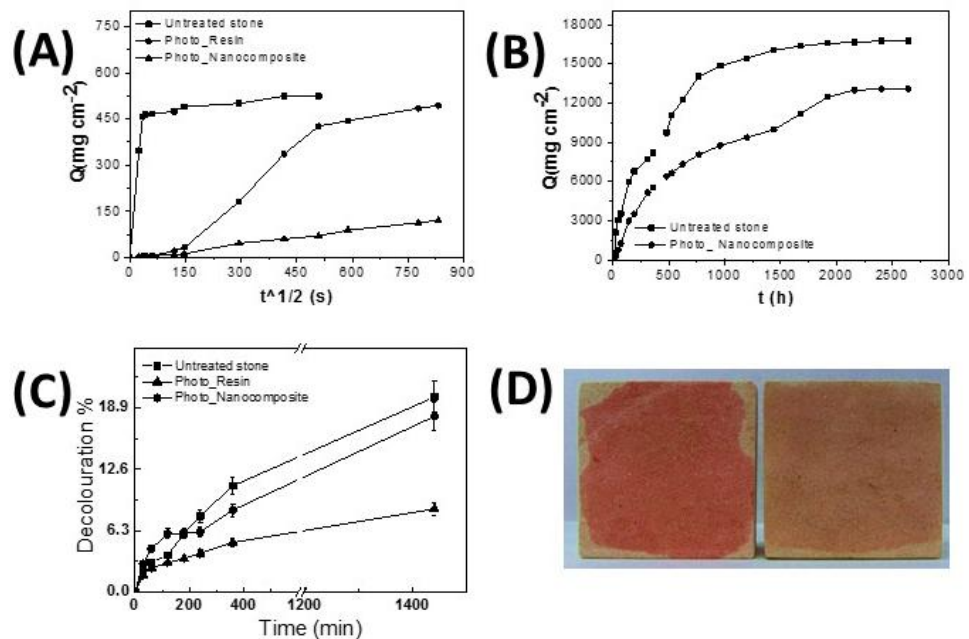 (A)
Untreated stone
Photo_Resin
Photo_Nanocomposite
Q(mg cm-2)
750
600
450
300
150
0
0 150 300 450 600 750 900
t^1/2 (s)
(B)
Q(mg cm-2)
18000
15000
12000
9000
6000
3000
0
Untreated stone
Photo_ Nanocomposite
0 500 1000 1500 2000 2500 3000
t (h)
(C)
Untreated stone
Photo_Resin
Photo_Nanocomposite
Decolouration %
18.9
12.6
6.3
0.0
0 200 400 1200 1400
Time (min)
(D)